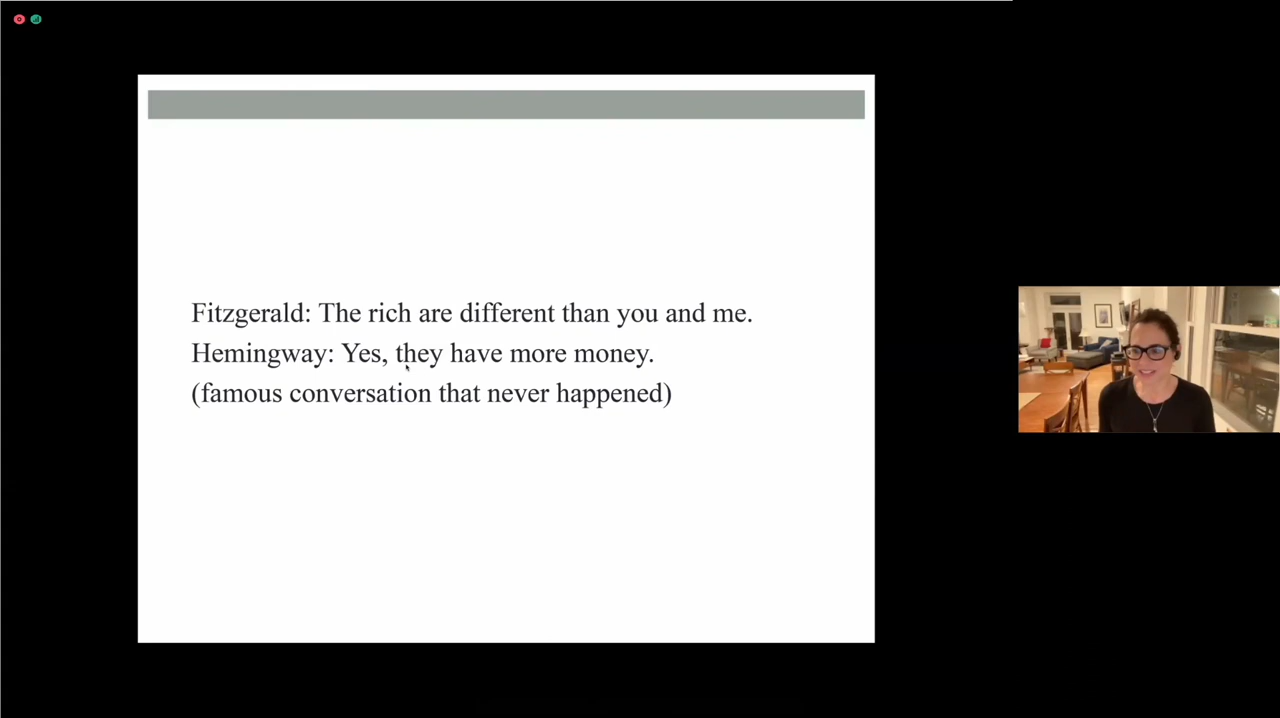 Fitzgerald: The rich are different than you and me.
Hemingway: Yes, they have more money.
(famous conversation that never happened)